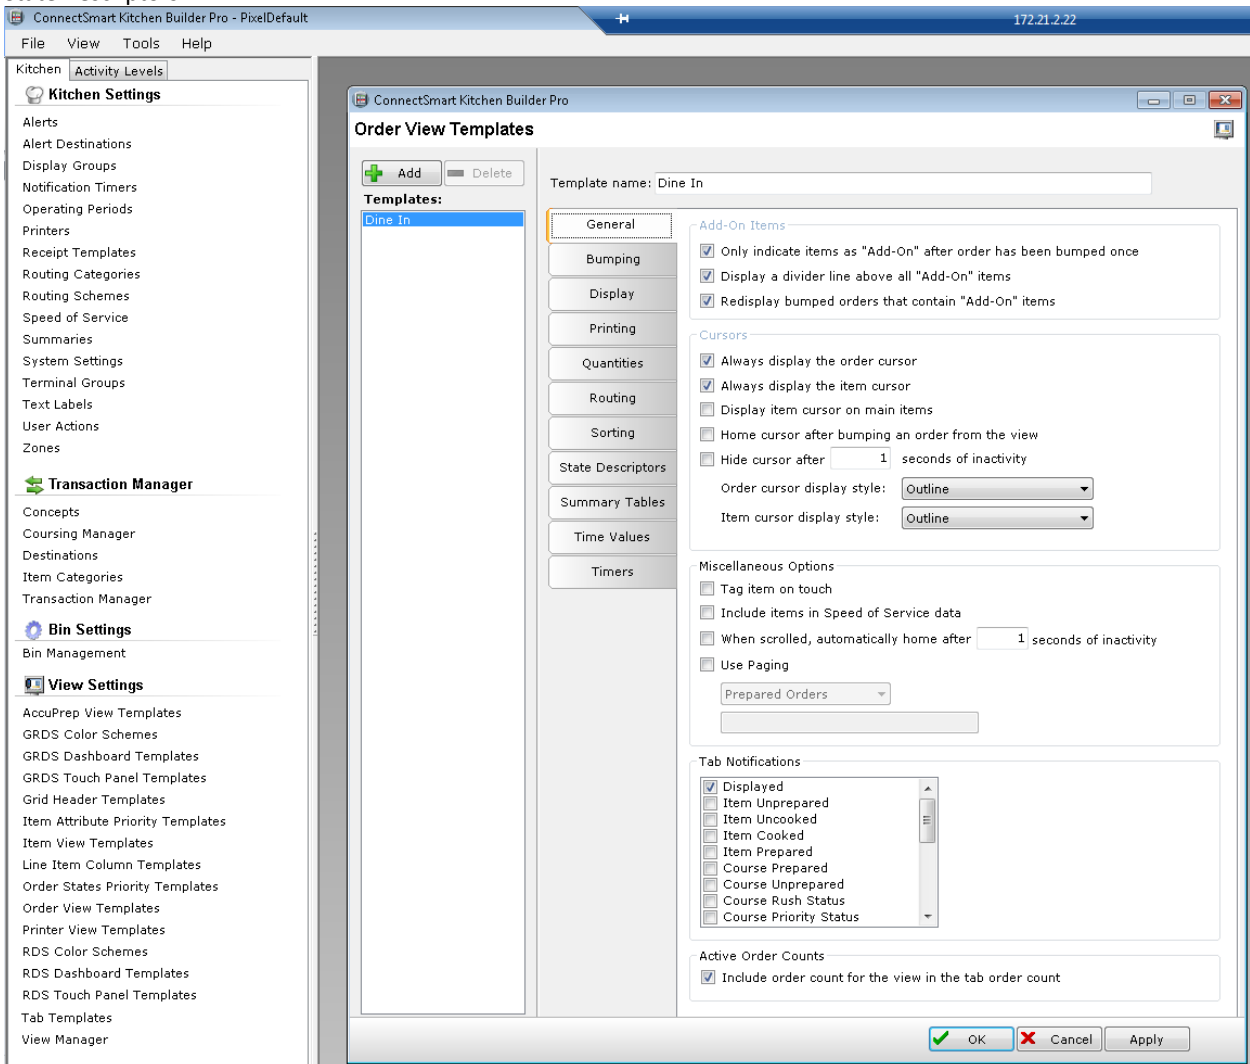 ConnectSmart Kitchen Builder Pro - PixelDefault
172.21.2.22
File View Tools Help
Kitchen Activity Levels
Kitchen Settings
Alerts
Alert Destinations
Display Groups
Notification Timers
Operating Periods
Printers
Receipt Templates
Routing Categories
Routing Schemes
Speed of Service
Summaries
System Settings
Terminal Groups
Text Labels
User Actions
Zones
Transaction Manager
Concepts
Coursing Manager
Destinations
Item Categories
Transaction Manager
Bin Settings
Bin Management
View Settings
AccuPrep View Templates
GRDS Color Schemes
GRDS Dashboard Templates
GRDS Touch Panel Templates
Grid Header Templates
Item Attribute Priority Templates
Item View Templates
Line Item Column Templates
Order States Priority Templates
Order View Templates
Printer View Templates
RDS Color Schemes
RDS Dashboard Templates
RDS Touch Panel Templates
Tab Templates
View Manager
ConnectSmart Kitchen Builder Pro
Order View Templates
Add Delete
Templates:
Dine In
Template name: Dine In
General
Bumping
Display
Printing
Quantities
Routing
Sorting
State Descriptors
Summary Tables
Time Values
Timers
Add-On Items
Only indicate items as "Add-On" after order has been bumped once
Display a divider line above all "Add-On" items
Redisplay bumped orders that contain "Add-On" items
Cursors
Always display the order cursor
Always display the item cursor
Display item cursor on main items
Home cursor after bumping an order from the view
Hide cursor after 1 seconds of inactivity
Order cursor display style: Outline
Item cursor display style: Outline
Miscellaneous Options
Tag item on touch
Include items in Speed of Service data
When scrolled, automatically home after 1 seconds of inactivity
Use Paging
Prepared Orders
Tab Notifications
Displayed
Item Unprepared
Item Uncooked
Item Cooked
Item Prepared
Course Prepared
Course Unprepared
Course Rush Status
Course Priority Status
Active Order Counts
Include order count for the view in the tab order count
OK Cancel Apply